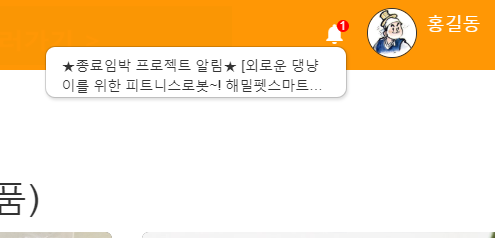 1
홍길동
★종료임박 프로젝트 알림★ [외로운 댕냥
이를 위한 피트니스로봇~! 해밀펫스마트...
품)